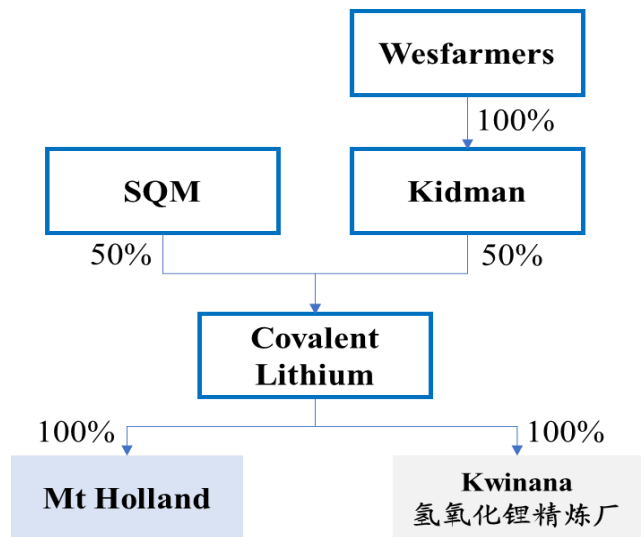 Wesfarmers
100%
SQM
Kidman
50%
50%
Covalent
Lithium
100%
100%
Mt Holland
Kwinana
氢氧化锂精炼厂